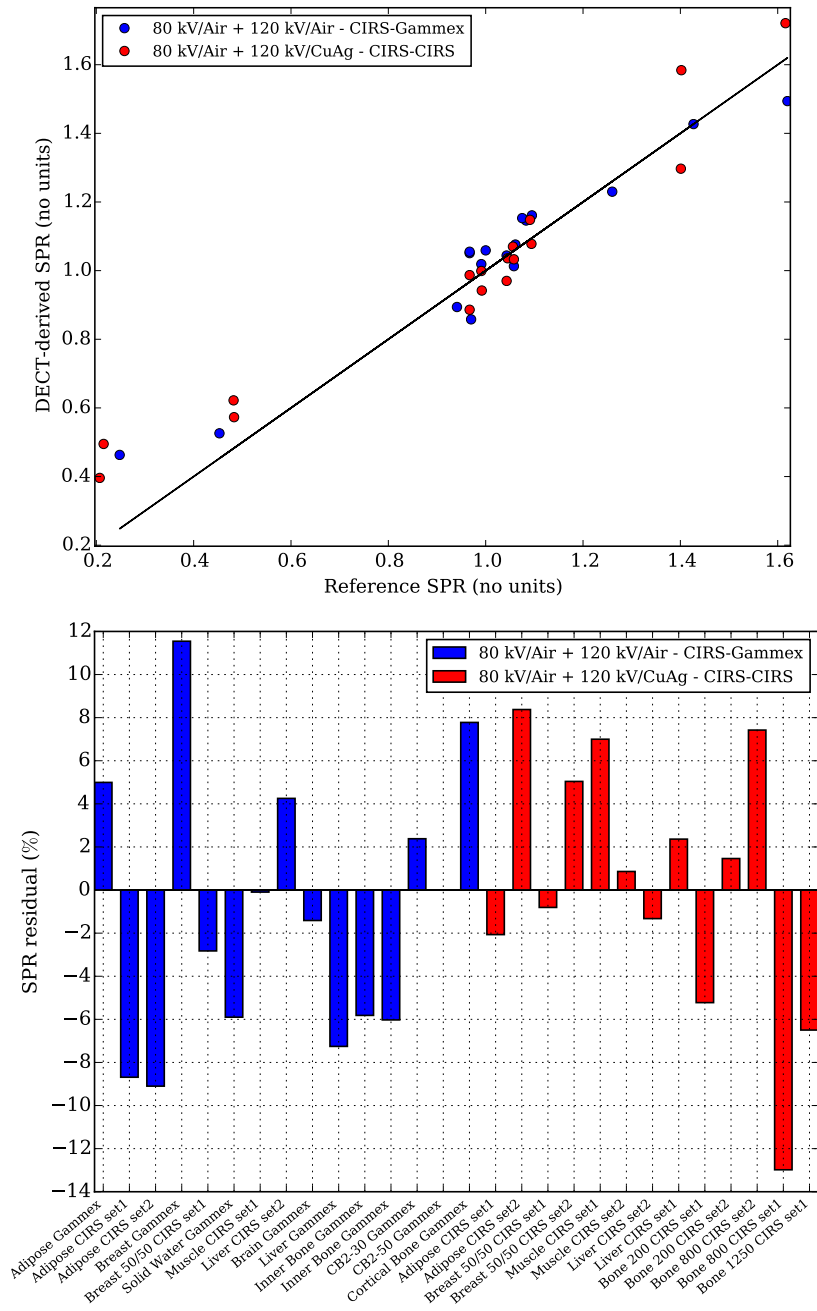 80 kV/Air + 120 kV/Air - CIRS-Gammex
80 kV/Air + 120 kV/CuAg - CIRS-CIRS
1.6
1.4
1.2
1.0
0.8
0.6
0.4
0.2
DECT-derived SPR (no units)
0.2 0.4 0.6 0.8 1.0 1.2 1.4 1.6
Reference SPR (no units)
80 kV/Air + 120 kV/Air - CIRS-Gammex
80 kV/Air + 120 kV/CuAg - CIRS-CIRS
12
10
8
6
4
2
0
−2
−4
−6
−8
−10
−12
−14
SPR residual (%)
Adipose Gammex
Adipose CIRS set1
Adipose CIRS set2
Breast Gammex
Breast 50/50 CIRS set1
Solid Water Gammex
Muscle CIRS set1
Liver CIRS set2
Brain Gammex
Liver Gammex
Inner Bone Gammex
Inner Bone Gammex
CB2-30 Gammex
CB2-50 Gammex
Cortical Bone Gammex
Adipose CIRS set1
Adipose CIRS set2
Breast 50/50 CIRS set1
Breast 50/50 CIRS set2
Muscle CIRS set1
Muscle CIRS set2
Liver CIRS set2
Liver CIRS set1
Bone 200 CIRS set1
Bone 200 CIRS set2
Bone 800 CIRS set2
Bone 800 CIRS set1
Bone 1250 CIRS set1